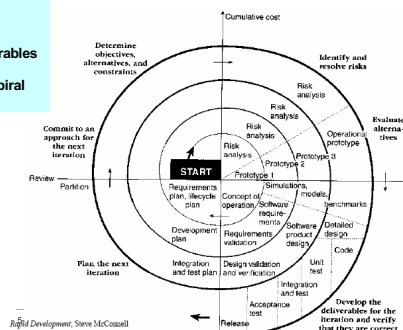 rables
piral
Cumulative cost
Determine
objectives,
alternatives, and
constraints
Identify and
resolve risks
Risk
analysis
Risk
analysis
Risk
analysis
Risk
analysis
Evaluate
alterna-
tives
Commit to an
approach for
the next
iteration
Operational
prototype
Prototype 3
Prototype 2
Prototype 1
START
Review
Partition
Requirements
plan, lifecycle
plan
Concept of
operation
Simulations,
models,
benchmarks
Software
require-
ments
Software
product
design
Detailed
design
Development
plan
Requirements
validation
Code
Unit
test
Integration
and test plan
Design validation
and verification
Plan the next
iteration
Integration
and test
Acceptance
test
Release
Develop the
deliverables for the
iteration and verify
that they are correct
5
Rapid Development, Steve McConnell